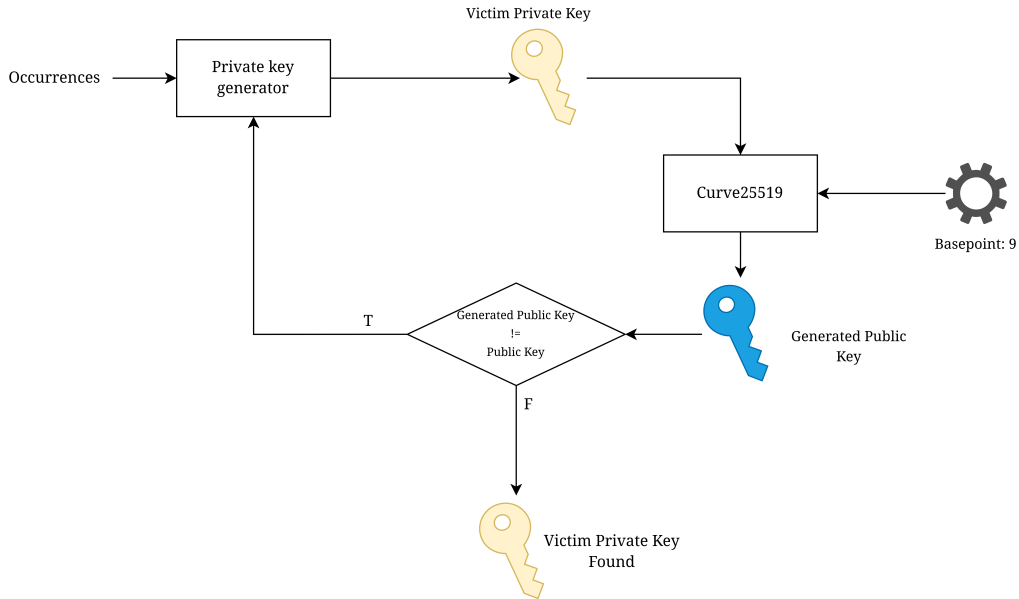 Victim Private Key
Occurrences
Private key
generator
Curve25519
Basepoint: 9
Generated Public Key
!=
Public Key
T
Generated Public
Key
F
Victim Private Key
Found